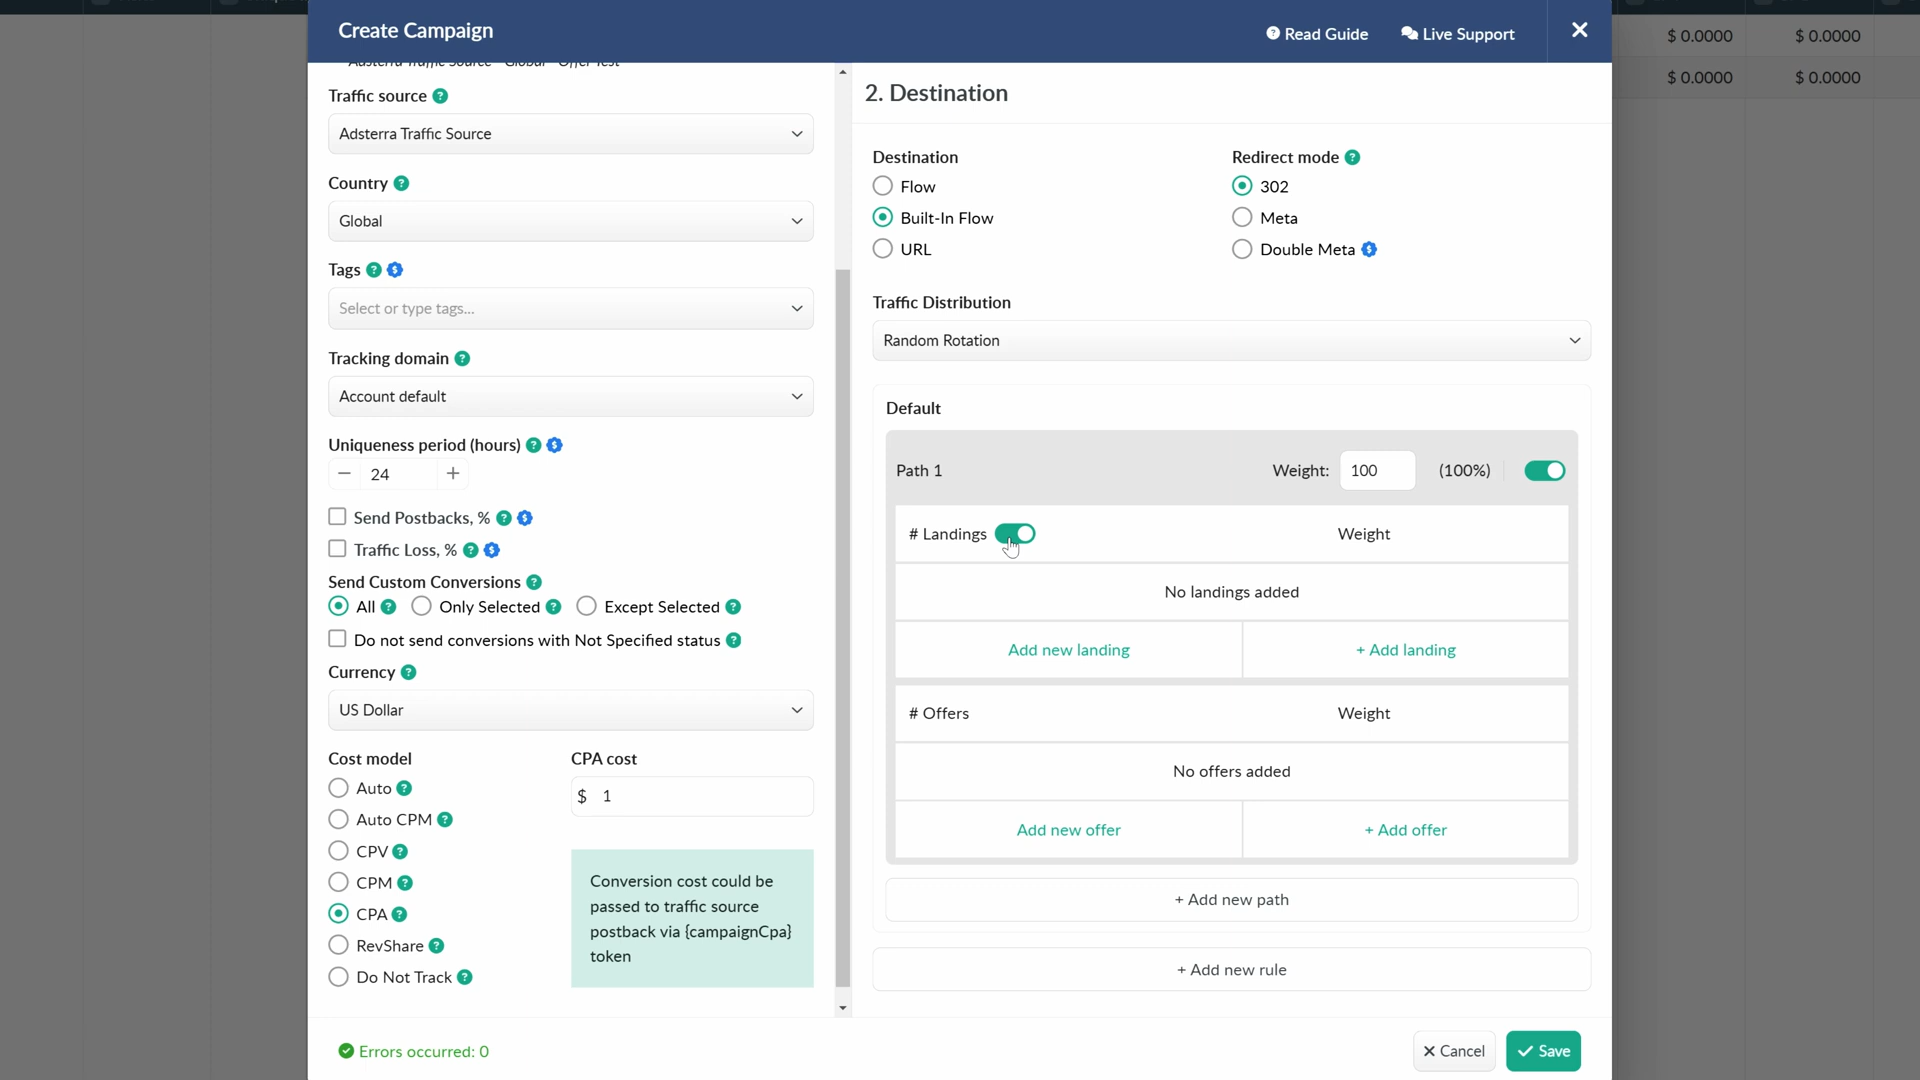 Create Campaign
Read Guide
Live Support
$ 0.0000
$ 0.0000
$ 0.0000
$ 0.0000
Adsterra Traffic Source - Global - Offer Test
Traffic source
Adsterra Traffic Source
Country
Global
Tags
Select or type tags...
Tracking domain
Account default
Uniqueness period (hours)
24
Send Postbacks, %
Traffic Loss, %
Send Custom Conversions
All
Only Selected
Except Selected
Do not send conversions with Not Specified status
Currency
US Dollar
Cost model
Auto
Auto CPM
CPV
CPM
CPA
RevShare
Do Not Track
CPA cost
$ 1
Conversion cost could be
passed to traffic source
postback via {campaignCpa}
token
2. Destination
Destination
Flow
Built-In Flow
URL
Redirect mode
302
Meta
Double Meta
Traffic Distribution
Random Rotation
Default
Path 1
Weight: 100 (100%)
# Landings
Weight
No landings added
Add new landing
+ Add landing
# Offers
Weight
No offers added
Add new offer
+ Add offer
+ Add new path
+ Add new rule
Errors occurred: 0
Cancel
Save